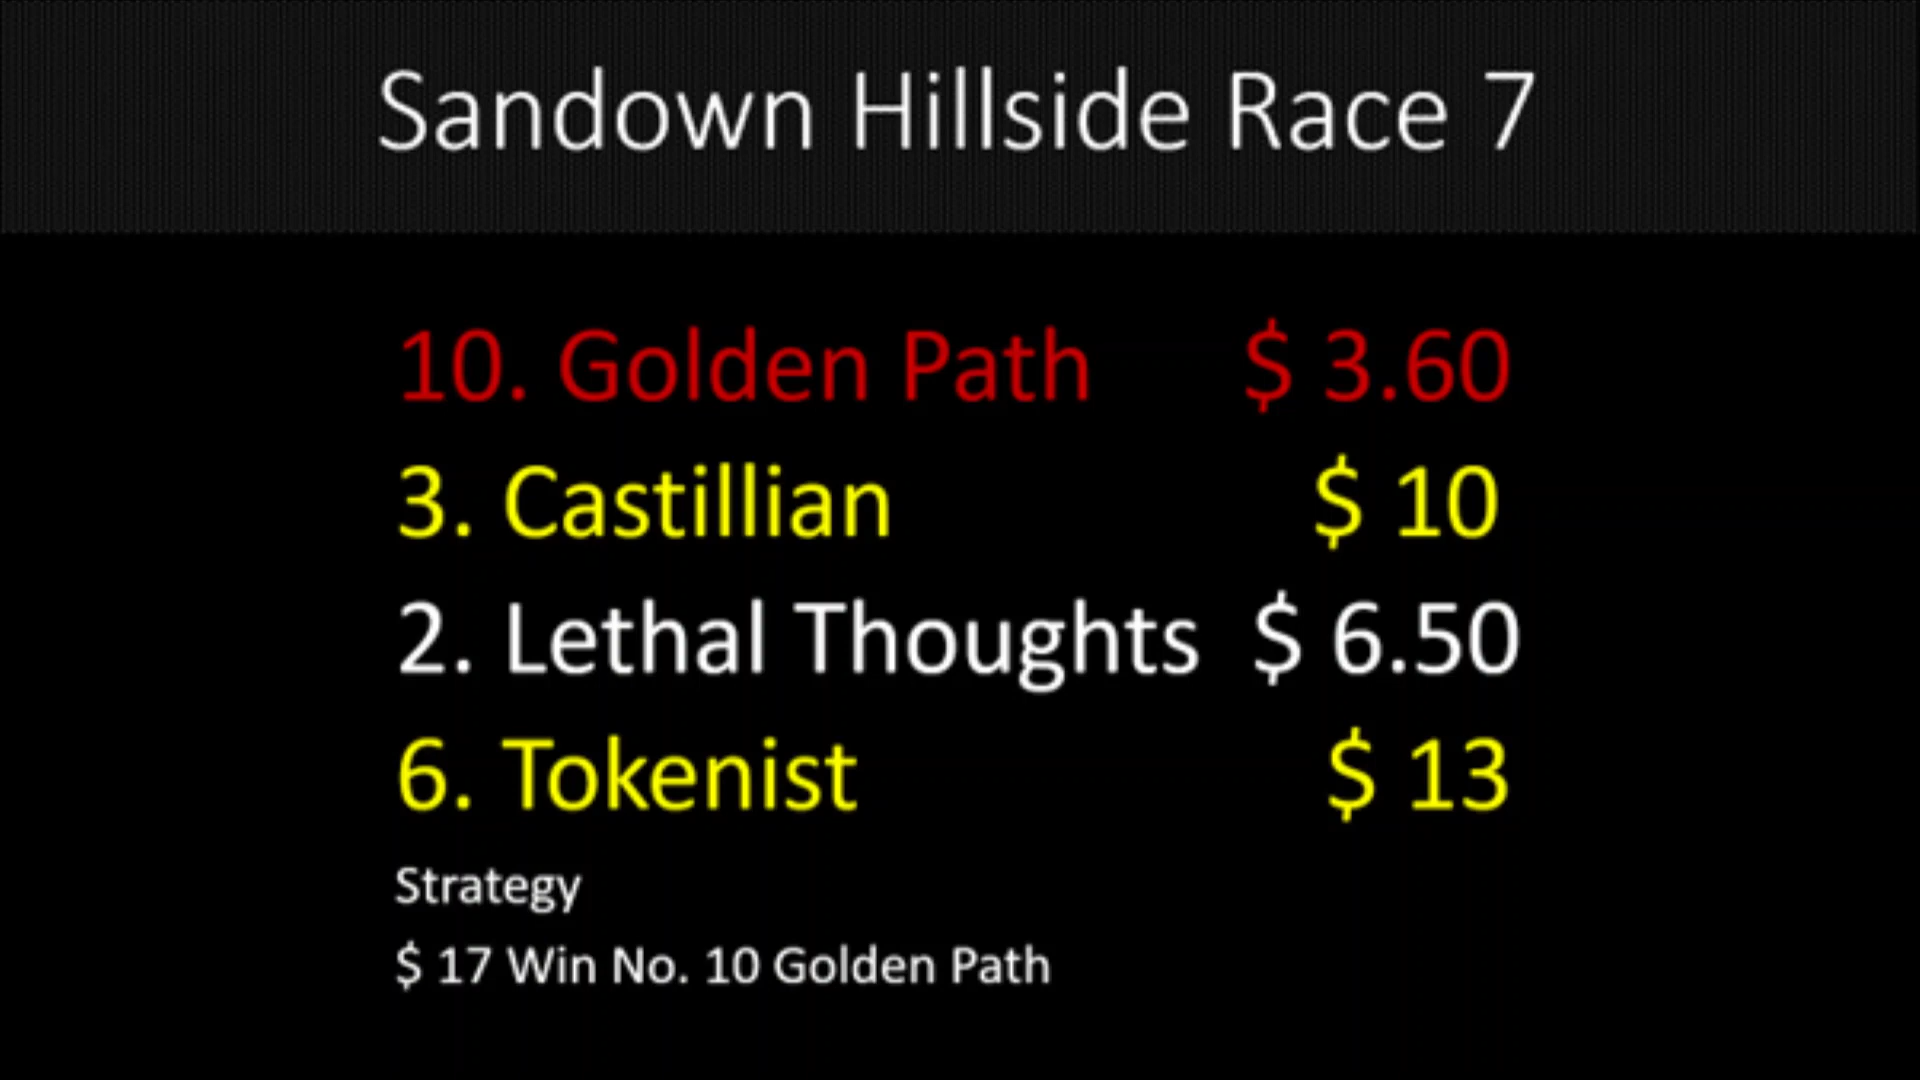 Sandown Hillside Race 7
10. Golden Path $ 3.60
3. Castillian $ 10
2. Lethal Thoughts $ 6.50
6. Tokenist $ 13
Strategy
$ 17 Win No. 10 Golden Path